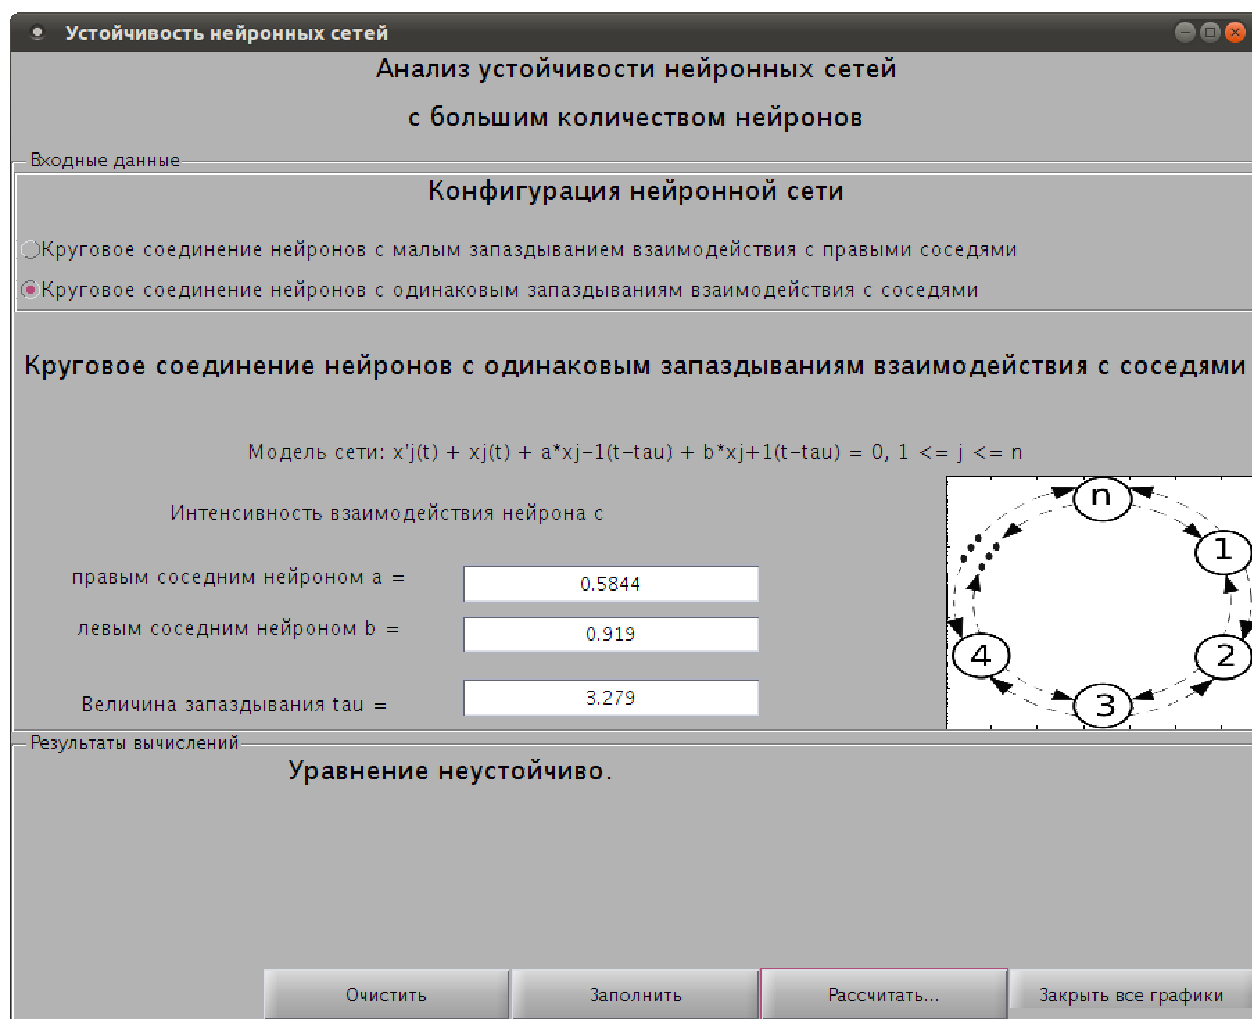 Устойчивость нейронных сетей
Анализ устойчивости нейронных сетей
с большим количеством нейронов
Входные данные
Конфигурация нейронной сети
Круговое соединение нейронов с малым запаздыванием взаимодействия с правыми соседями
Круговое соединение нейронов с одинаковым запаздываниям взаимодействия с соседями
Круговое соединение нейронов с одинаковым запаздываниям взаимодействия с соседями
Модель сети: x'j(t) + xj(t) + a*xj-1(t-tau) + b*xj+1(t-tau) = 0, 1 <= j <= n
Интенсивность взаимодействия нейрона с
правым соседним нейроном a =
0.5844
левым соседним нейроном b =
0.919
Величина запаздывания tau =
3.279
n
1
2
3
4
Результаты вычислений
Уравнение неустойчиво.
Очистить
Заполнить
Рассчитать...
Закрыть все графики